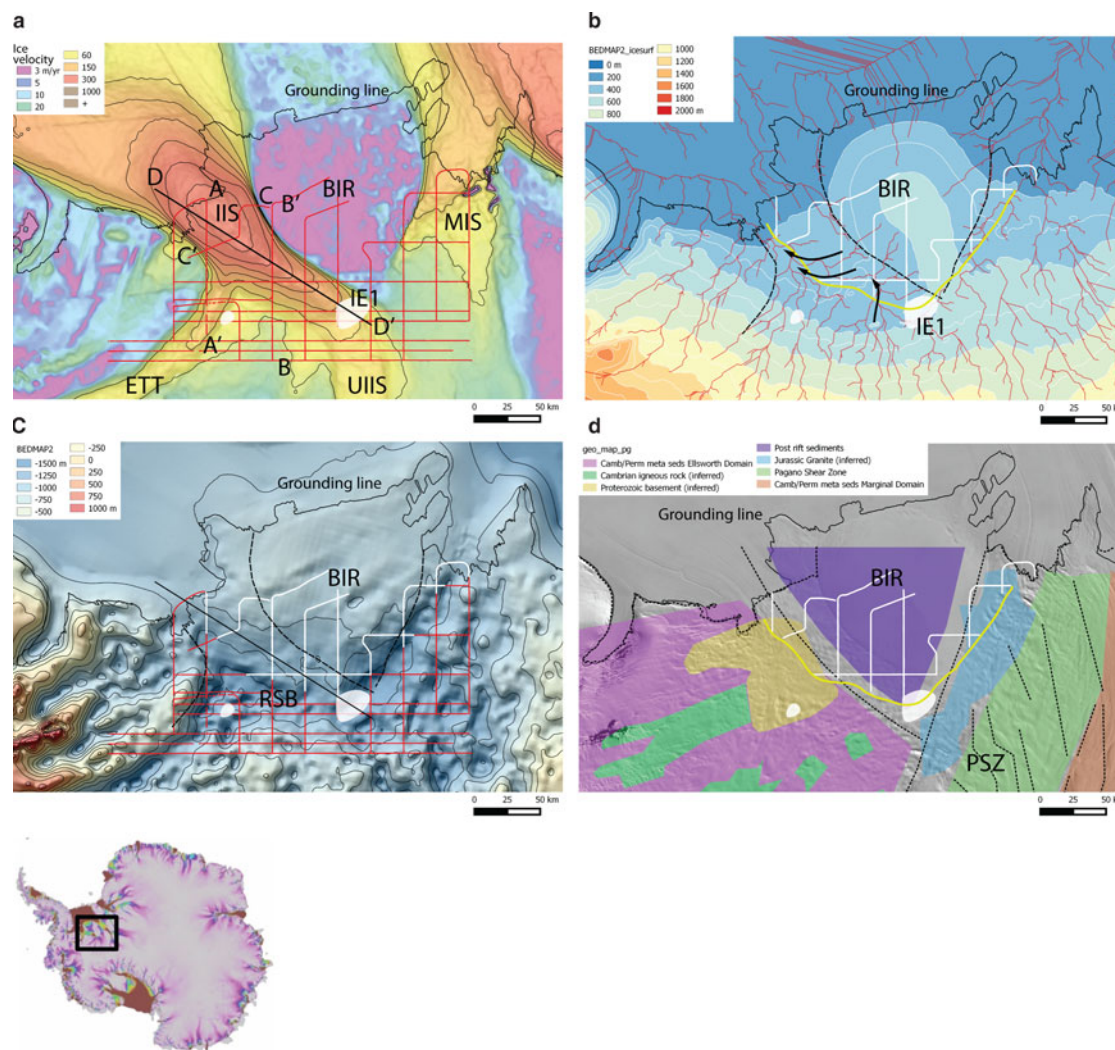 a
Ice
velocity
3 m/yr
5
10
20
60
150
300
1000
+
Grounding line
D
A
IIS
C
B'
BIR
MIS
C'
IE1
D'
A'
B
ETT
UIIS
0 25 50 km
b
BEDMAP2_icesurf
0 m
200
400
600
800
1000
1200
1400
1600
1800
2000 m
Grounding line
BIR
IE1
0 25 50 k
C
BEDMAP2
-1500 m
-1250
-1000
-750
-500
-250
0
250
500
750
1000 m
Grounding line
BIR
RSB
0 25 50 km
d
geo_map_pg
Camb/Perm meta seds Ellsworth Domain
Cambrian igneous rock (inferred)
Proterozoic basement (inferred)
Post rift sediments
Jurassic Granite (inferred)
Pagano Shear Zone
Camb/Perm meta seds Marginal Domain
Grounding line
BIR
PSZ
0 25 50 k